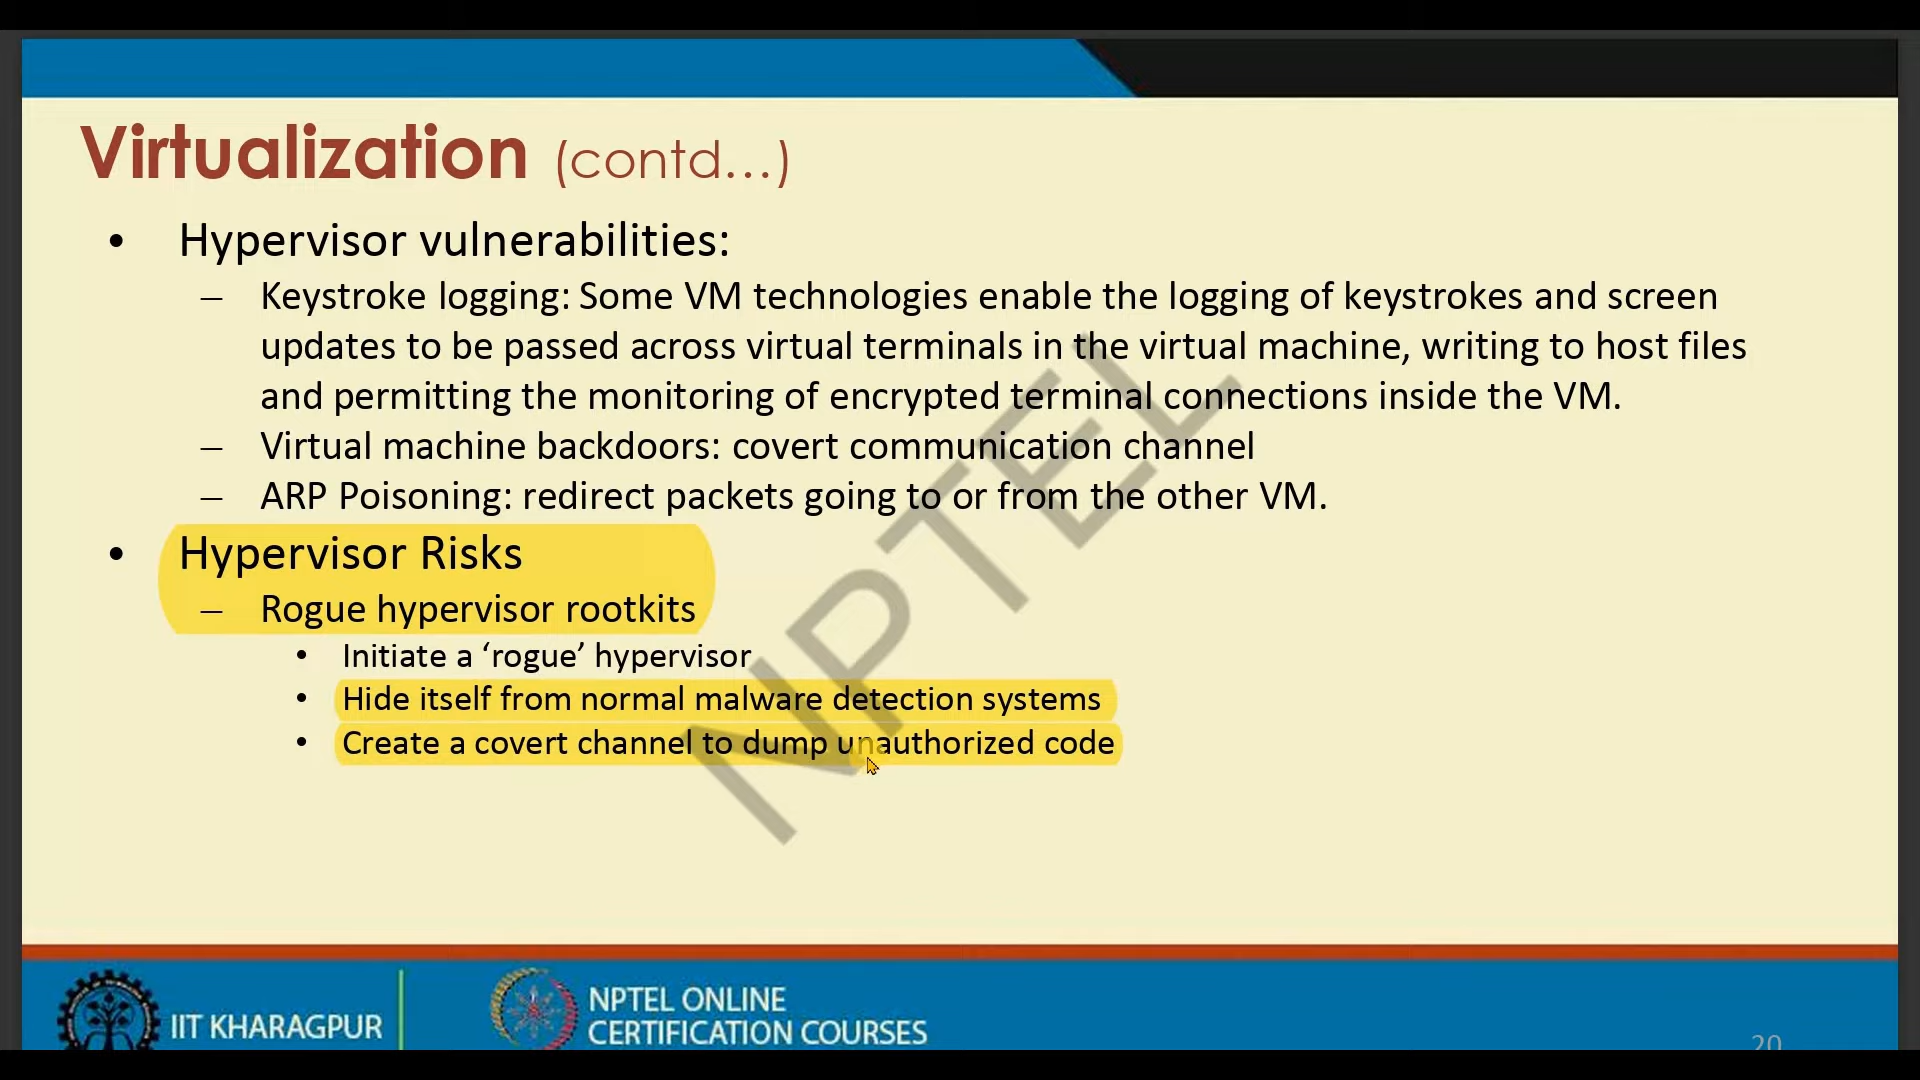 Virtualization (contd...)
• Hypervisor vulnerabilities:
– Keystroke logging: Some VM technologies enable the logging of keystrokes and screen
updates to be passed across virtual terminals in the virtual machine, writing to host files
and permitting the monitoring of encrypted terminal connections inside the VM.
– Virtual machine backdoors: covert communication channel
– ARP Poisoning: redirect packets going to or from the other VM.
• Hypervisor Risks
– Rogue hypervisor rootkits
• Initiate a ‘rogue’ hypervisor
• Hide itself from normal malware detection systems
• Create a covert channel to dump unauthorized code
NPTEL
IIT KHARAGPUR
NPTEL ONLINE
CERTIFICATION COURSES
20